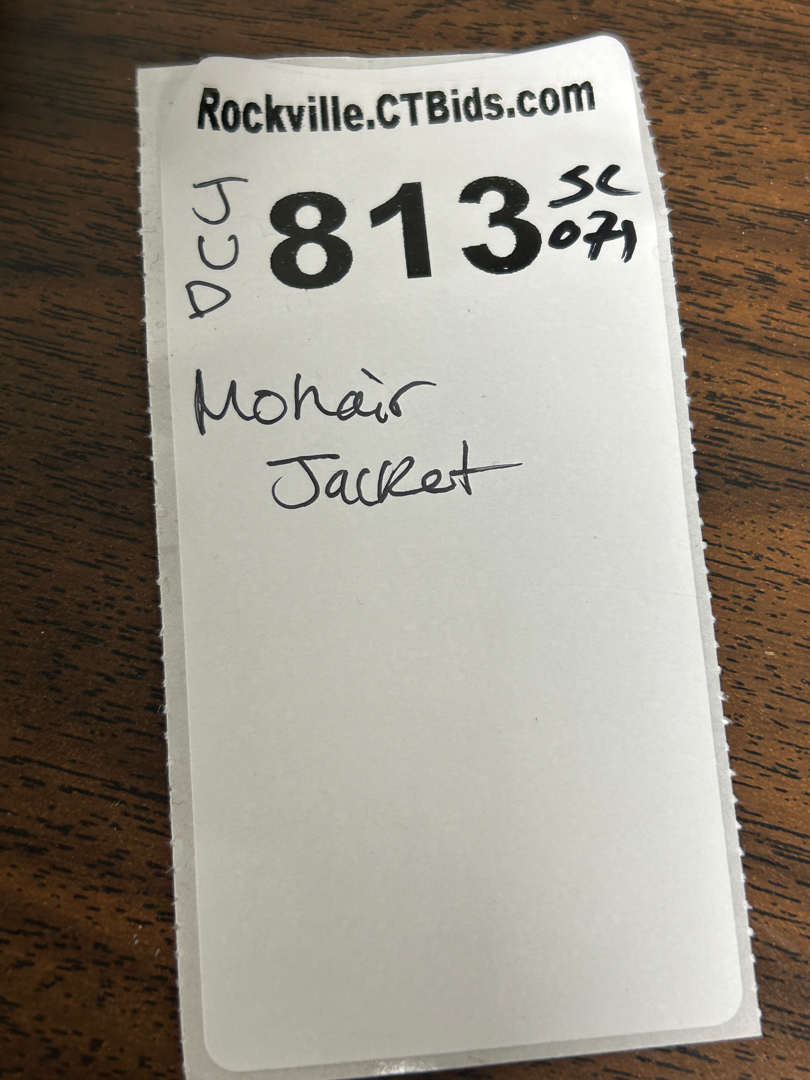 Rockville.CTBids.com
DCJ
813
SC
071
Mohair
Jacket